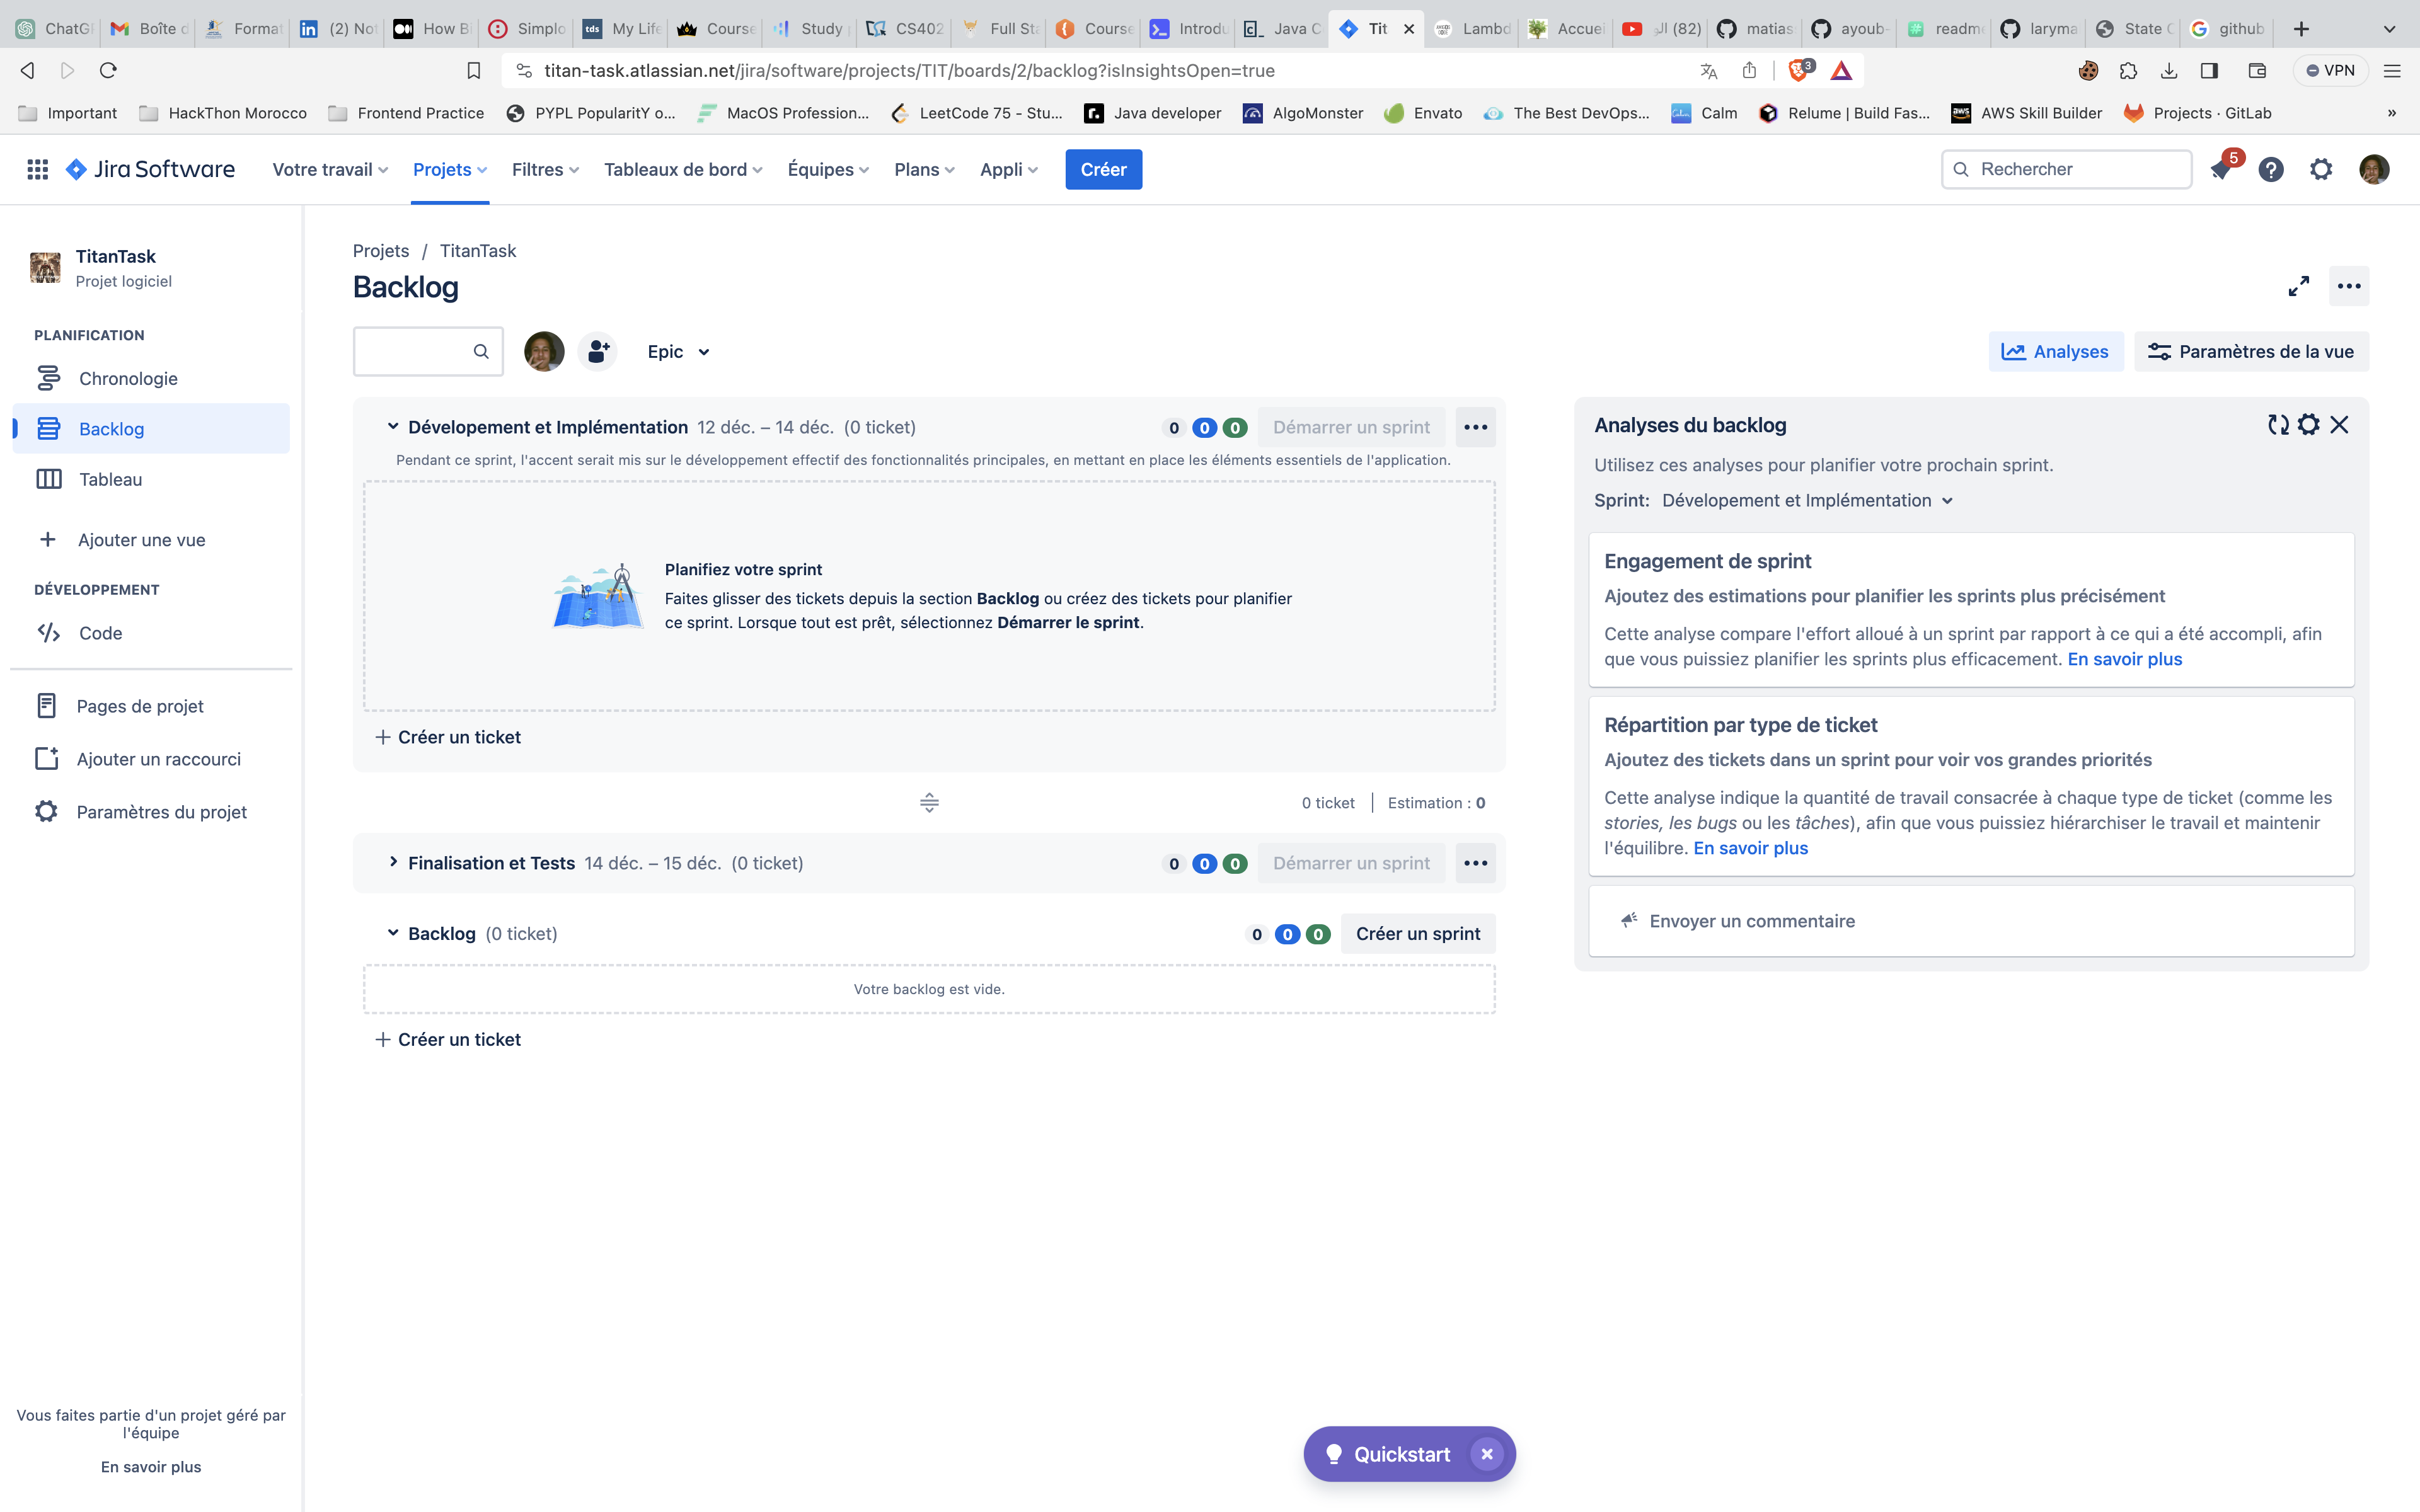 ChatG
Boîte d
Format
(2) Not
How B
Simplo
tds My Life
Course
Study
CS402
Full Sta
Course
Introdu
Java C
Tit
Lambd
Accuei
(82)
matias
ayoub-
readme
laryma
State C
github
titan-task.atlassian.net/jira/software/projects/TIT/boards/2/backlog?isInsightsOpen=true
3
VPN
Important
HackThon Morocco
Frontend Practice
PYPL PopularitY o...
MacOS Profession...
LeetCode 75 - Stu...
Java developer
AlgoMonster
Envato
The Best DevOps...
Calm
Relume | Build Fas...
AWS Skill Builder
Projects · GitLab
»
Jira Software
Votre travail
Projets
Filtres
Tableaux de bord
Équipes
Plans
Appli
Créer
Rechercher
5
TitanTask
Projet logiciel
PLANIFICATION
Chronologie
Backlog
Tableau
Ajouter une vue
DÉVELOPPEMENT
Code
Pages de projet
Ajouter un raccourci
Paramètres du projet
Vous faites partie d'un projet géré par
l'équipe
En savoir plus
Projets / TitanTask
Backlog
Epic
Analyses
Paramètres de la vue
Dévelopement et Implémentation 12 déc. – 14 déc. (0 ticket)
0 0 0 Démarrer un sprint
Pendant ce sprint, l'accent serait mis sur le développement effectif des fonctionnalités principales, en mettant en place les éléments essentiels de l'application.
Planifiez votre sprint
Faites glisser des tickets depuis la section Backlog ou créez des tickets pour planifier
ce sprint. Lorsque tout est prêt, sélectionnez Démarrer le sprint.
+ Créer un ticket
0 ticket | Estimation : 0
Finalisation et Tests 14 déc. – 15 déc. (0 ticket)
0 0 0 Démarrer un sprint
Backlog (0 ticket)
0 0 0 Créer un sprint
Votre backlog est vide.
+ Créer un ticket
Analyses du backlog
Utilisez ces analyses pour planifier votre prochain sprint.
Sprint: Dévelopement et Implémentation
Engagement de sprint
Ajoutez des estimations pour planifier les sprints plus précisément
Cette analyse compare l'effort alloué à un sprint par rapport à ce qui a été accompli, afin
que vous puissiez planifier les sprints plus efficacement. En savoir plus
Répartition par type de ticket
Ajoutez des tickets dans un sprint pour voir vos grandes priorités
Cette analyse indique la quantité de travail consacrée à chaque type de ticket (comme les
stories, les bugs ou les tâches), afin que vous puissiez hiérarchiser le travail et maintenir
l'équilibre. En savoir plus
Envoyer un commentaire
Quickstart